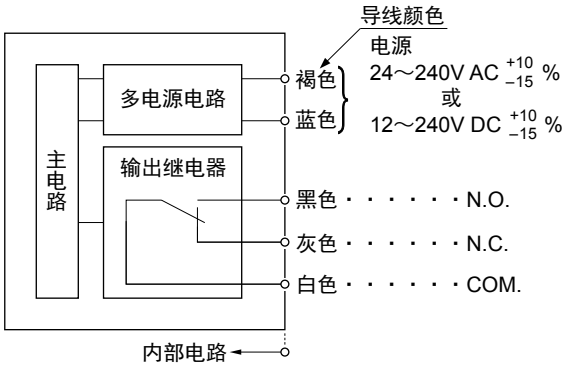 导线颜色
电源
褐色 24～240V AC +10 −15 %
或
蓝色 12～240V DC +10 −15 %
多电源电路
主电路
输出继电器
黑色・・・・・・N.O.
灰色・・・・・・N.C.
白色・・・・・・COM.
内部电路